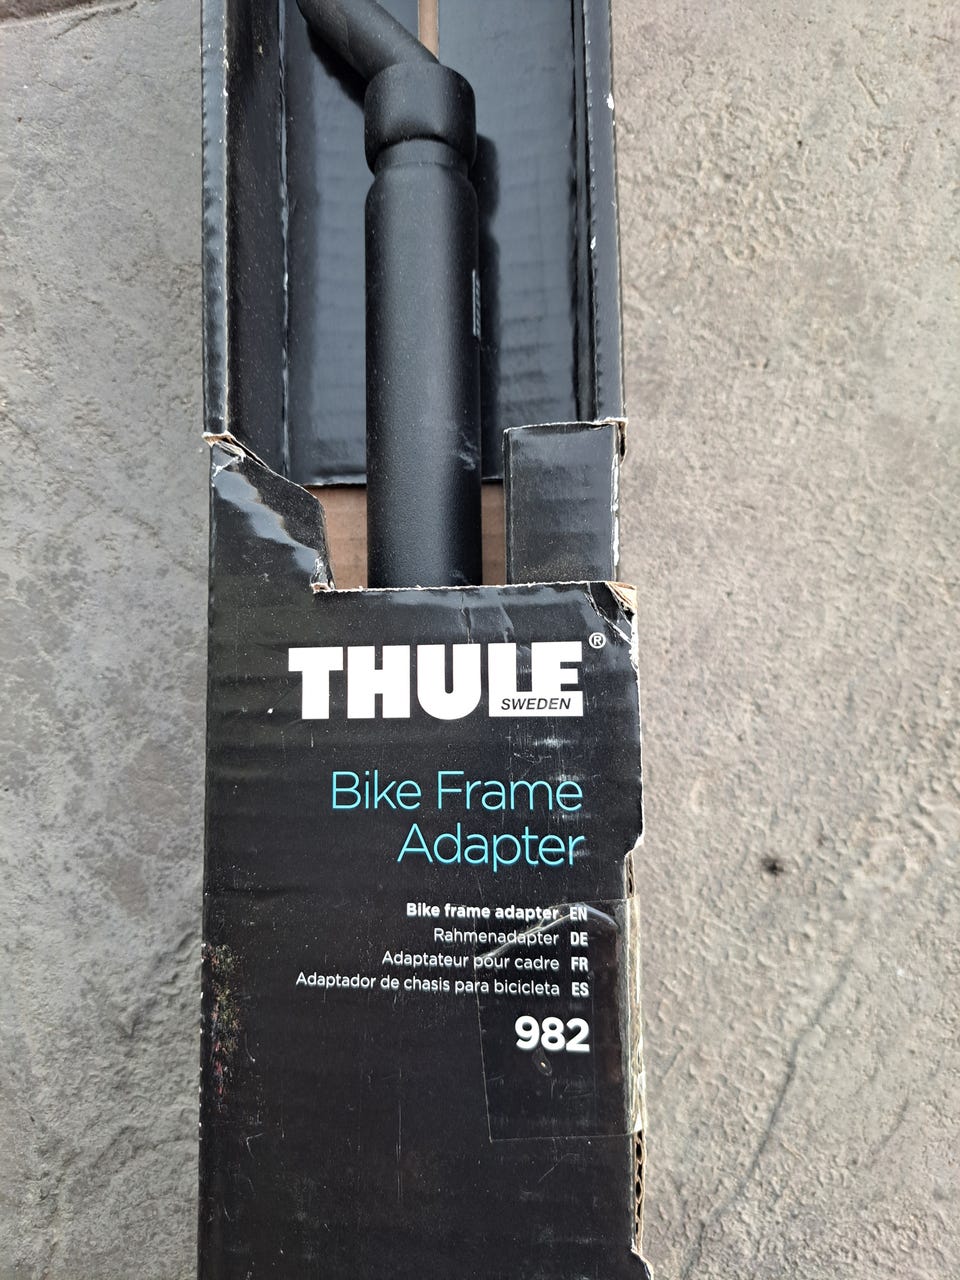 THULE®
SWEDEN
Bike Frame
Adapter
Bike frame adapter EN
Rahmenadapter DE
Adaptateur pour cadre FR
Adaptador de chasis para bicicleta ES
982